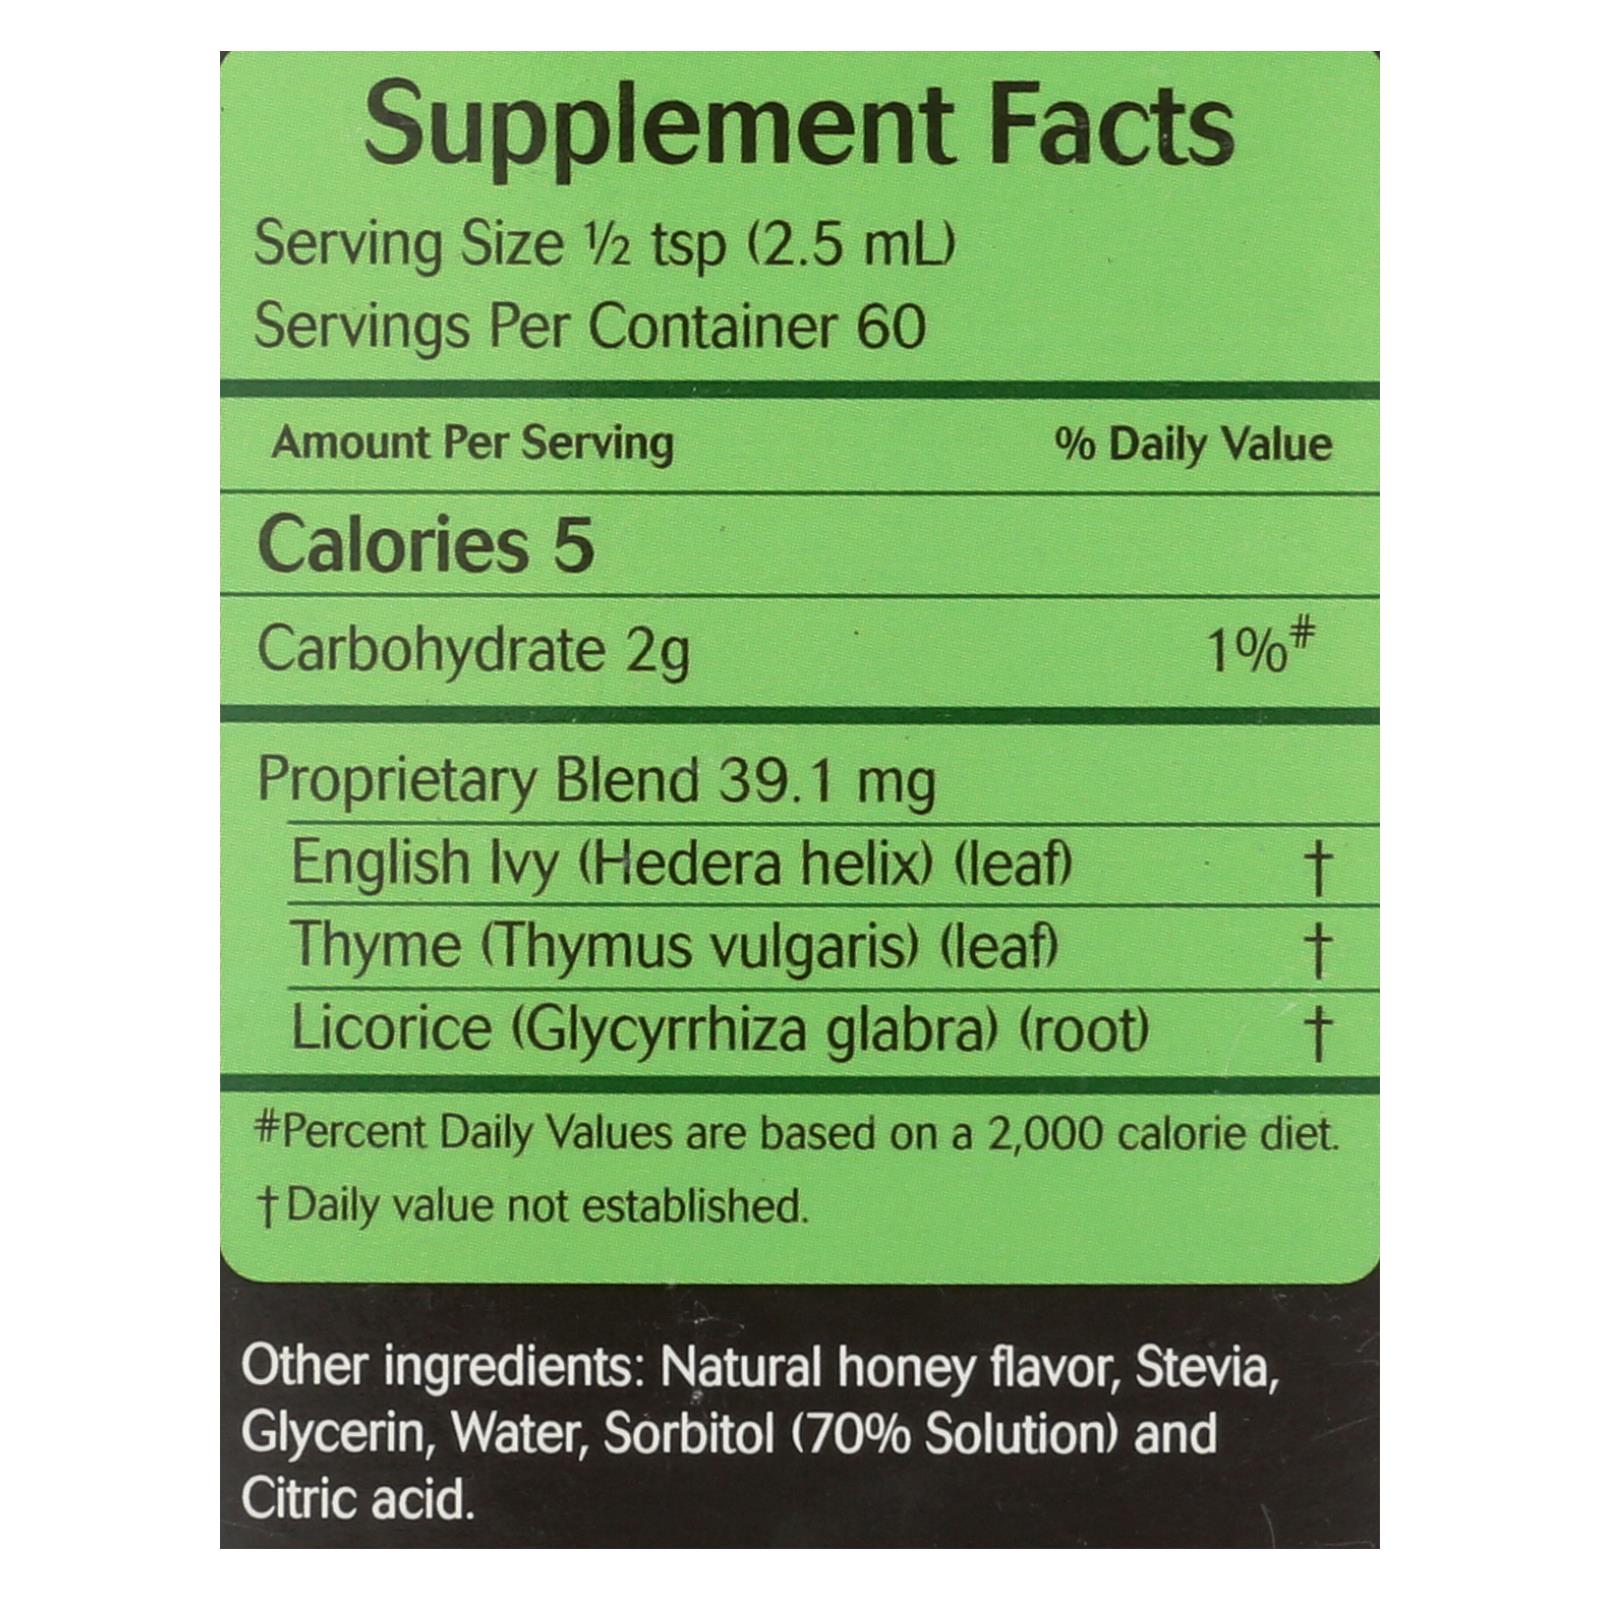 Supplement Facts
Serving Size ½ tsp (2.5 mL)
Servings Per Container 60
Amount Per Serving % Daily Value
Calories 5
Carbohydrate 2g 1%#
Proprietary Blend 39.1 mg
English Ivy (Hedera helix) (leaf) †
Thyme (Thymus vulgaris) (leaf) †
Licorice (Glycyrrhiza glabra) (root) †
#Percent Daily Values are based on a 2,000 calorie diet.
† Daily value not established.
Other ingredients: Natural honey flavor, Stevia,
Glycerin, Water, Sorbitol (70% Solution) and
Citric acid.